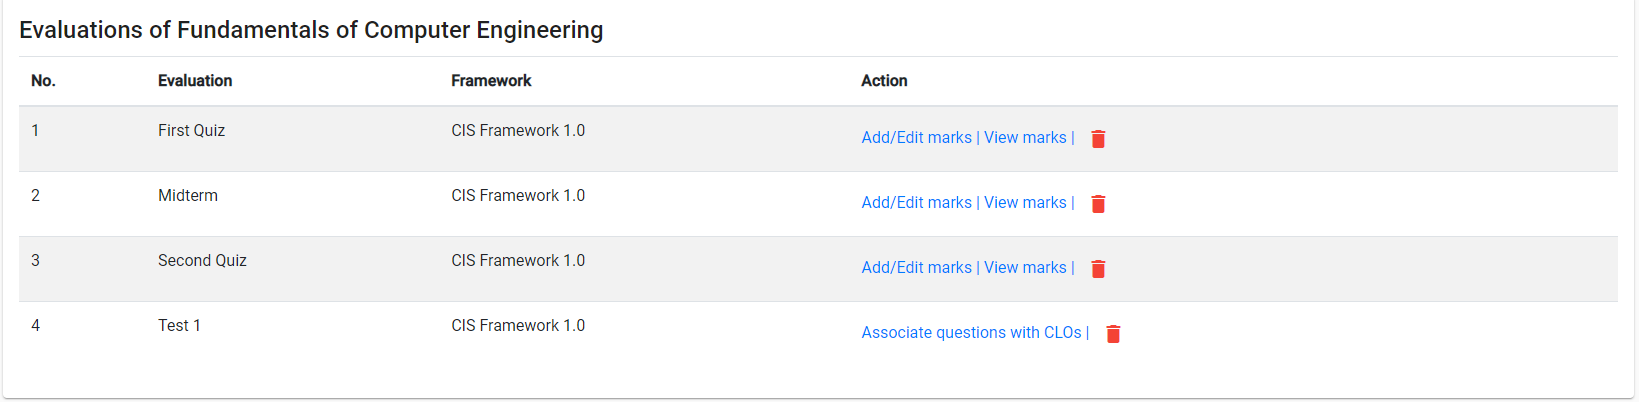 Evaluations of Fundamentals of Computer Engineering
No. Evaluation Framework Action
1 First Quiz CIS Framework 1.0 Add/Edit marks | View marks |
2 Midterm CIS Framework 1.0 Add/Edit marks | View marks |
3 Second Quiz CIS Framework 1.0 Add/Edit marks | View marks |
4 Test 1 CIS Framework 1.0 Associate questions with CLOs |